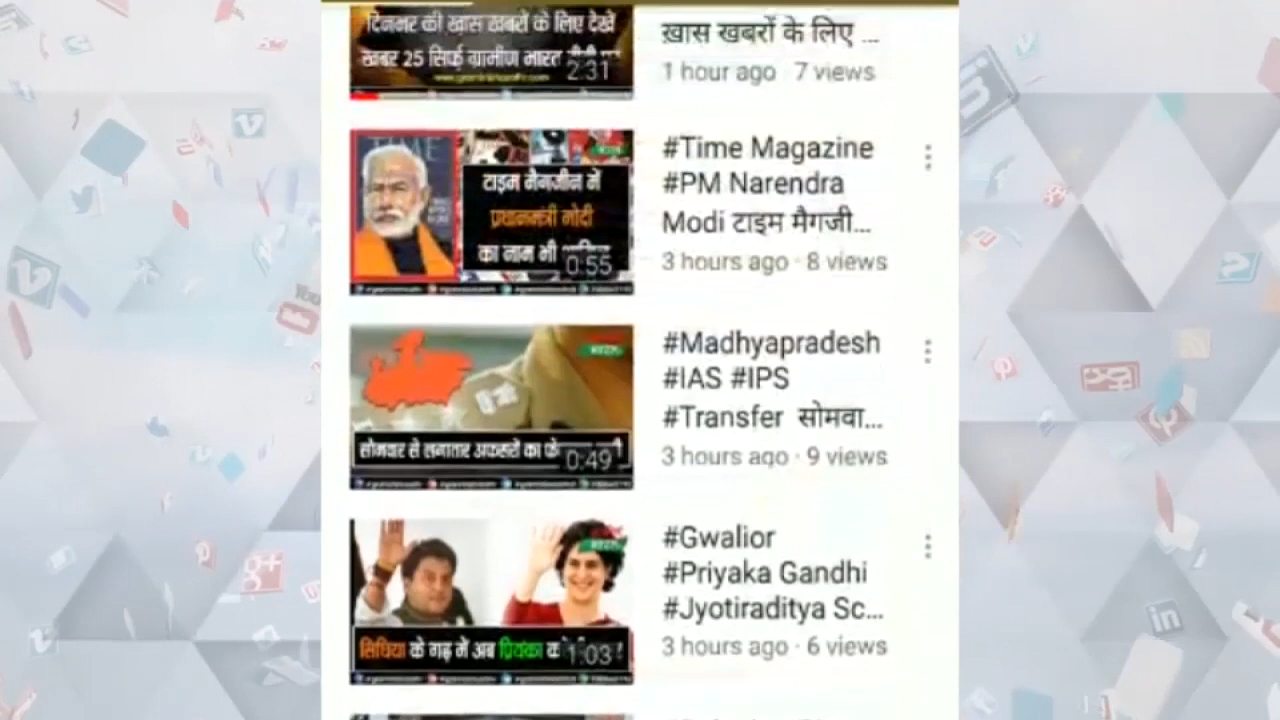 दिनभर की ख़ास खबरों के लिए देखें
खबर 25 सिर्फ ग्रामीण भारत
2:31
ख़ास खबरों के लिए ...
1 hour ago · 7 views
TIME
टाइम मैगजीन में
प्रधानमंत्री मोदी
का नाम भी
0:55
#Time Magazine
#PM Narendra
Modi टाइम मैगजी...
3 hours ago · 8 views
सोमवार से लगातार अफसरों का
0:49
#Madhyapradesh
#IAS #IPS
#Transfer सोमवा...
3 hours ago · 9 views
सिंधिया के गढ़ में अब प्रियंका
1:03
#Gwalior
#Priyaka Gandhi
#Jyotiraditya Sc...
3 hours ago · 6 views